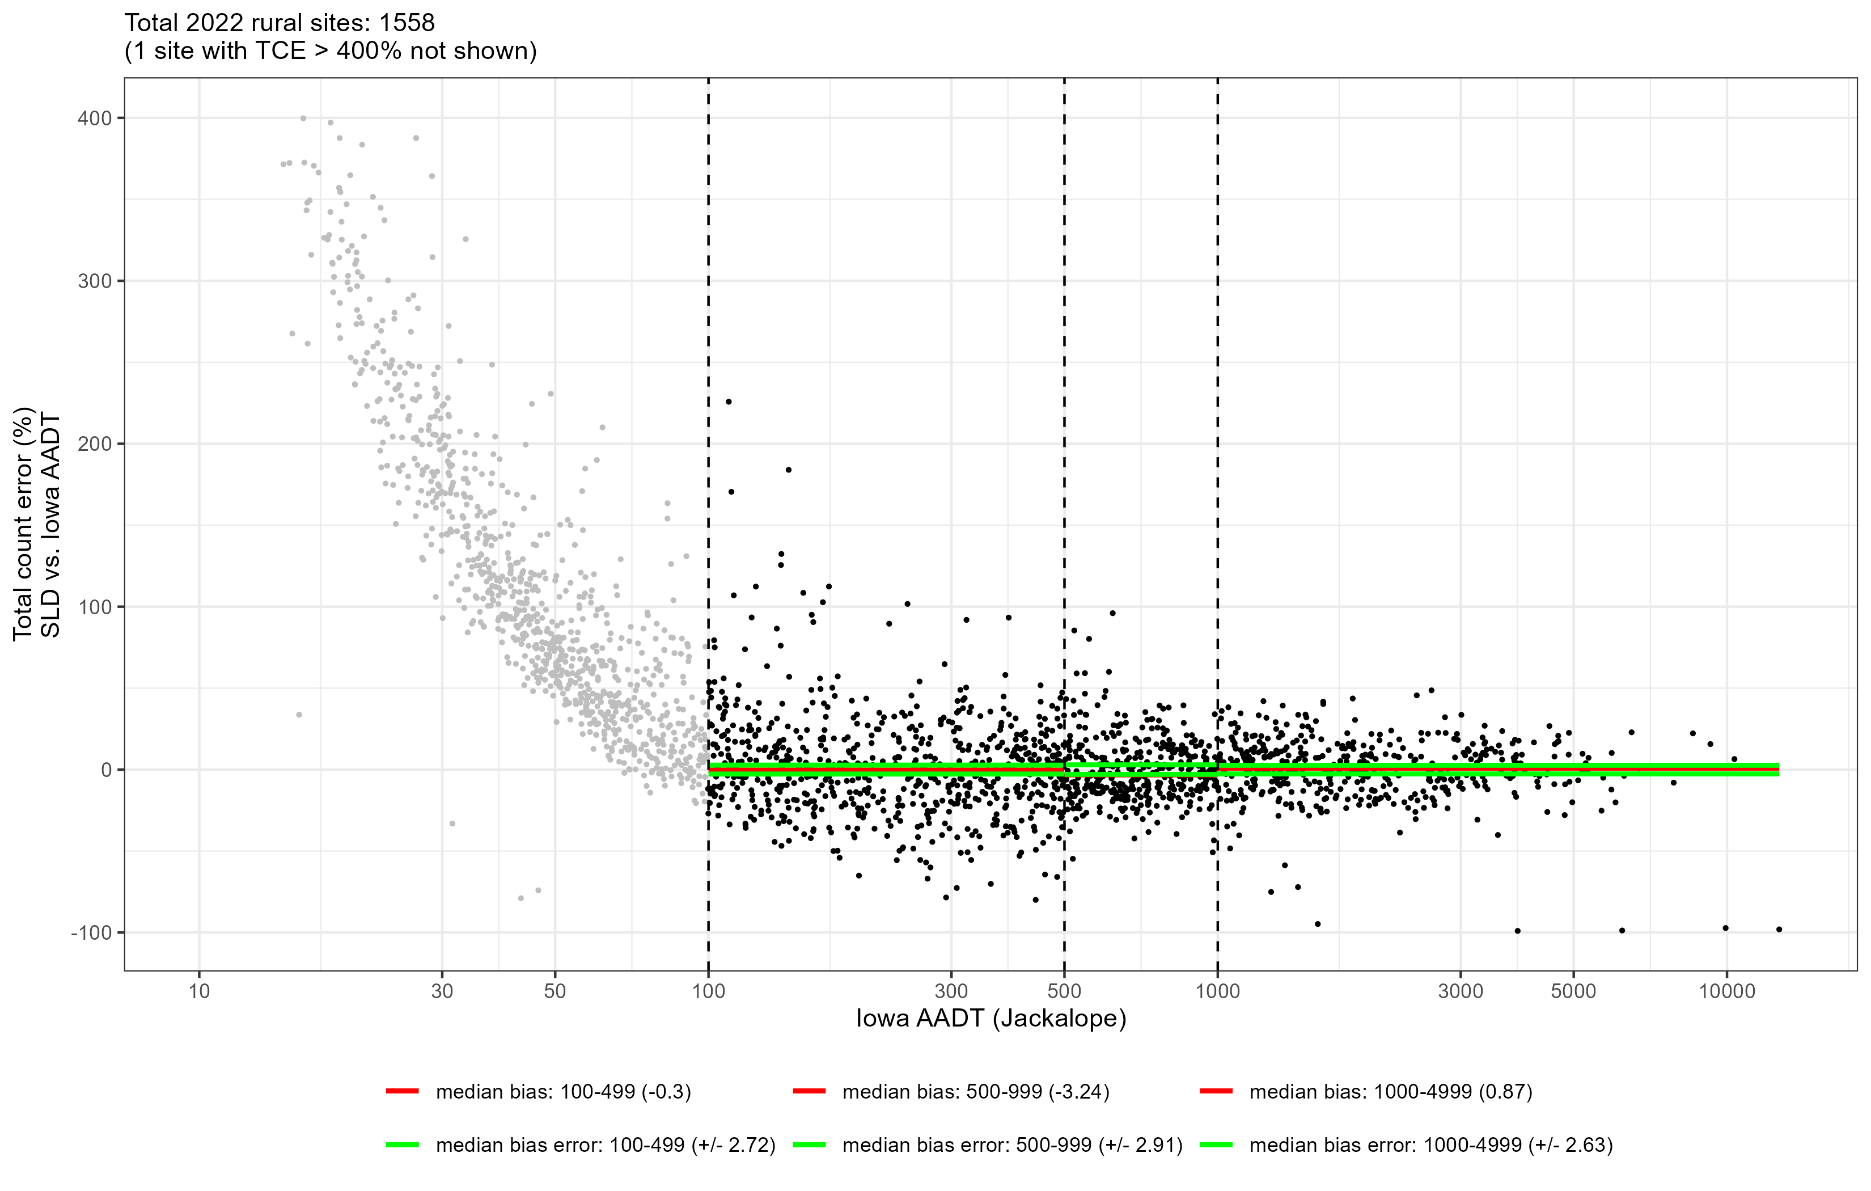 Total 2022 rural sites: 1558
(1 site with TCE > 400% not shown)
Total count error (%)
SLD vs. Iowa AADT
400
300
200
100
0
-100
10 30 50 100 300 500 1000 3000 5000 10000
Iowa AADT (Jackalope)
median bias: 100-499 (-0.3) median bias: 500-999 (-3.24) median bias: 1000-4999 (0.87)
median bias error: 100-499 (+/- 2.72) median bias error: 500-999 (+/- 2.91) median bias error: 1000-4999 (+/- 2.63)